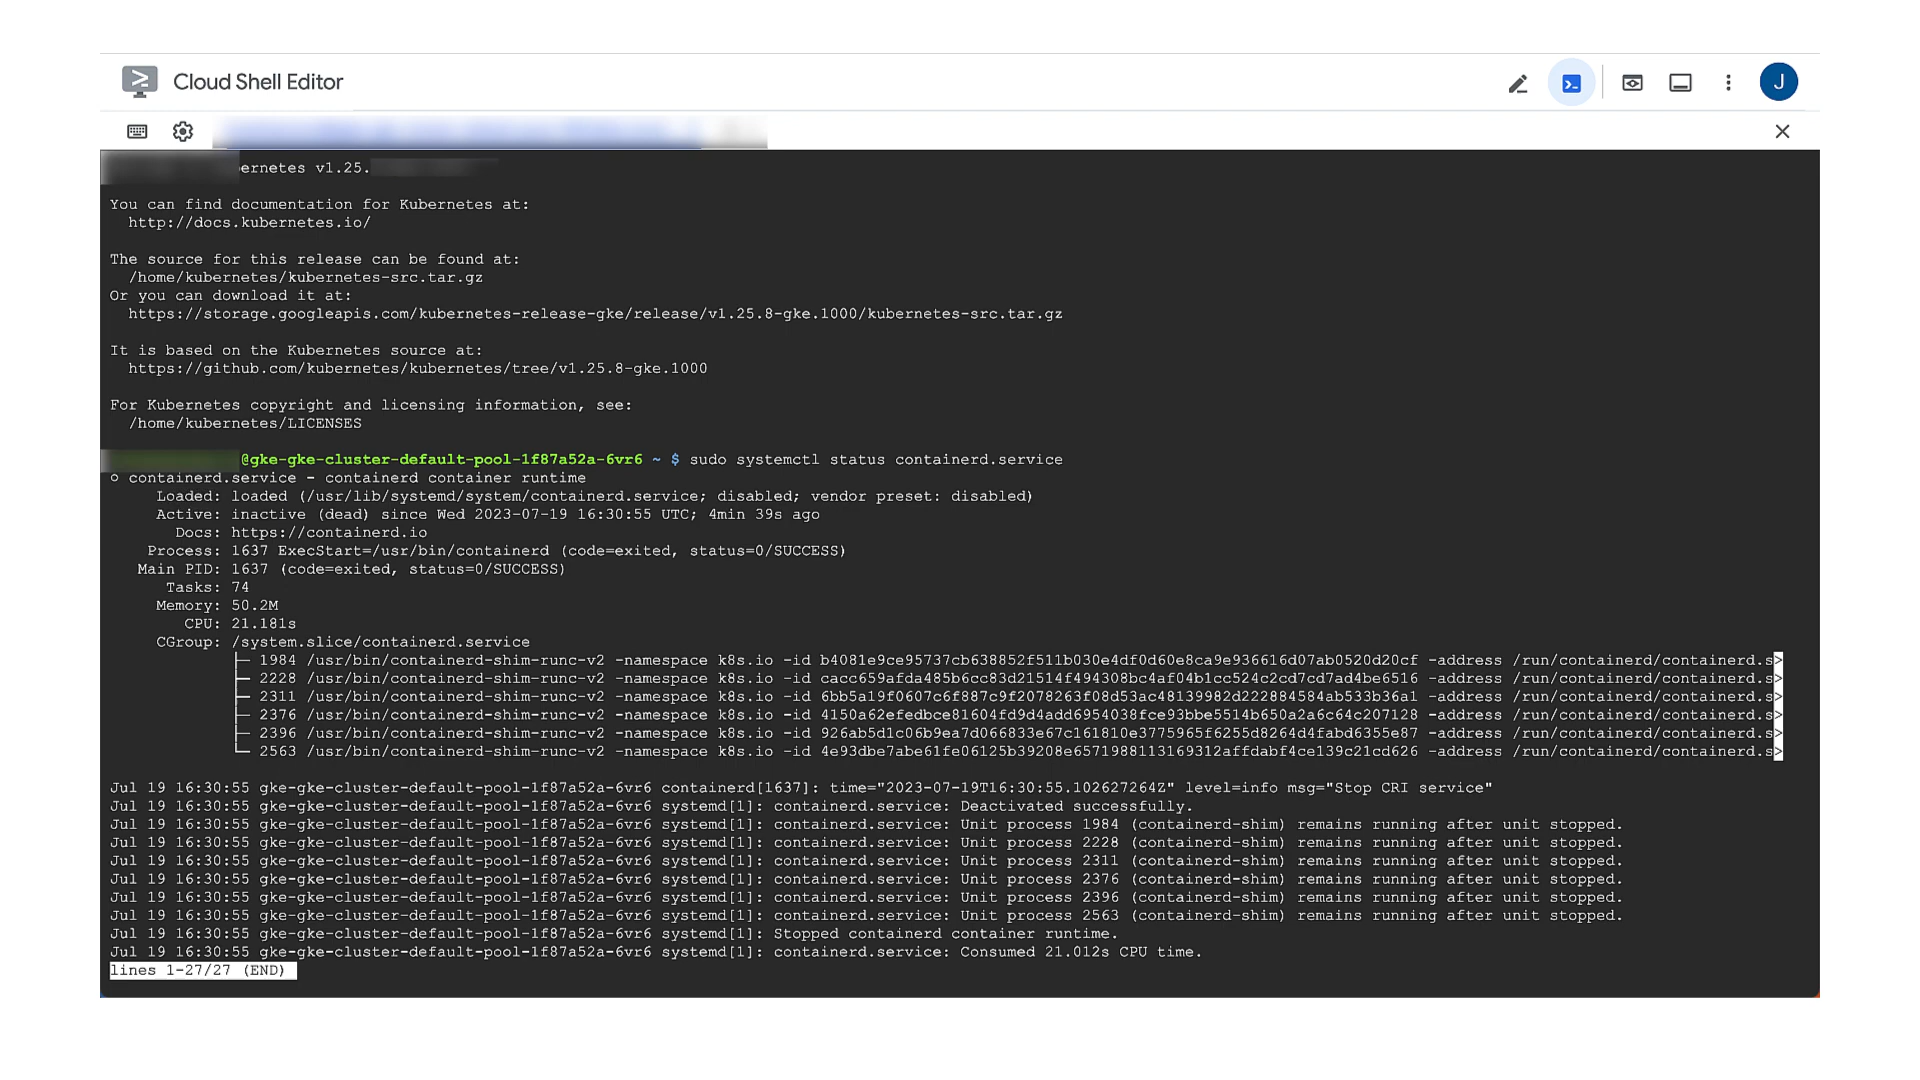 Cloud Shell Editor
J
ernetes v1.25.
You can find documentation for Kubernetes at:
http://docs.kubernetes.io/
The source for this release can be found at:
/home/kubernetes/kubernetes-src.tar.gz
Or you can download it at:
https://storage.googleapis.com/kubernetes-release-gke/release/v1.25.8-gke.1000/kubernetes-src.tar.gz
It is based on the Kubernetes source at:
https://github.com/kubernetes/kubernetes/tree/v1.25.8-gke.1000
For Kubernetes copyright and licensing information, see:
/home/kubernetes/LICENSES
@gke-gke-cluster-default-pool-1f87a52a-6vr6 ~ $ sudo systemctl status containerd.service
○ containerd.service - containerd container runtime
Loaded: loaded (/usr/lib/systemd/system/containerd.service; disabled; vendor preset: disabled)
Active: inactive (dead) since Wed 2023-07-19 16:30:55 UTC; 4min 39s ago
Docs: https://containerd.io
Process: 1637 ExecStart=/usr/bin/containerd (code=exited, status=0/SUCCESS)
Main PID: 1637 (code=exited, status=0/SUCCESS)
Tasks: 74
Memory: 50.2M
CPU: 21.181s
CGroup: /system.slice/containerd.service
├─ 1984 /usr/bin/containerd-shim-runc-v2 -namespace k8s.io -id b4081e9ce95737cb638852f511b030e4df0d60e8ca9e936616d07ab0520d20cf -address /run/containerd/containerd.s>
├─ 2228 /usr/bin/containerd-shim-runc-v2 -namespace k8s.io -id cacc659afda485b6cc83d21514f494308bc4af04b1cc524c2cd7cd7ad4be6516 -address /run/containerd/containerd.s>
├─ 2311 /usr/bin/containerd-shim-runc-v2 -namespace k8s.io -id 6bb5a19f0607c6f887c9f2078263f08d53ac48139982d222884584ab533b36a1 -address /run/containerd/containerd.s>
├─ 2376 /usr/bin/containerd-shim-runc-v2 -namespace k8s.io -id 4150a62efedbce81604fd9d4add6954038fce93bbe5514b650a2a6c64c207128 -address /run/containerd/containerd.s>
├─ 2396 /usr/bin/containerd-shim-runc-v2 -namespace k8s.io -id 926ab5d1c06b9ea7d066833e67c161810e3775965f6255d8264d4fabd6355e87 -address /run/containerd/containerd.s>
└─ 2563 /usr/bin/containerd-shim-runc-v2 -namespace k8s.io -id 4e93dbe7abe61fe06125b39208e6571988113169312affdabf4ce139c21cd626 -address /run/containerd/containerd.s>
Jul 19 16:30:55 gke-gke-cluster-default-pool-1f87a52a-6vr6 containerd[1637]: time="2023-07-19T16:30:55.102627264Z" level=info msg="Stop CRI service"
Jul 19 16:30:55 gke-gke-cluster-default-pool-1f87a52a-6vr6 systemd[1]: containerd.service: Deactivated successfully.
Jul 19 16:30:55 gke-gke-cluster-default-pool-1f87a52a-6vr6 systemd[1]: containerd.service: Unit process 1984 (containerd-shim) remains running after unit stopped.
Jul 19 16:30:55 gke-gke-cluster-default-pool-1f87a52a-6vr6 systemd[1]: containerd.service: Unit process 2228 (containerd-shim) remains running after unit stopped.
Jul 19 16:30:55 gke-gke-cluster-default-pool-1f87a52a-6vr6 systemd[1]: containerd.service: Unit process 2311 (containerd-shim) remains running after unit stopped.
Jul 19 16:30:55 gke-gke-cluster-default-pool-1f87a52a-6vr6 systemd[1]: containerd.service: Unit process 2376 (containerd-shim) remains running after unit stopped.
Jul 19 16:30:55 gke-gke-cluster-default-pool-1f87a52a-6vr6 systemd[1]: containerd.service: Unit process 2396 (containerd-shim) remains running after unit stopped.
Jul 19 16:30:55 gke-gke-cluster-default-pool-1f87a52a-6vr6 systemd[1]: containerd.service: Unit process 2563 (containerd-shim) remains running after unit stopped.
Jul 19 16:30:55 gke-gke-cluster-default-pool-1f87a52a-6vr6 systemd[1]: Stopped containerd container runtime.
Jul 19 16:30:55 gke-gke-cluster-default-pool-1f87a52a-6vr6 systemd[1]: containerd.service: Consumed 21.012s CPU time.
lines 1-27/27 (END)